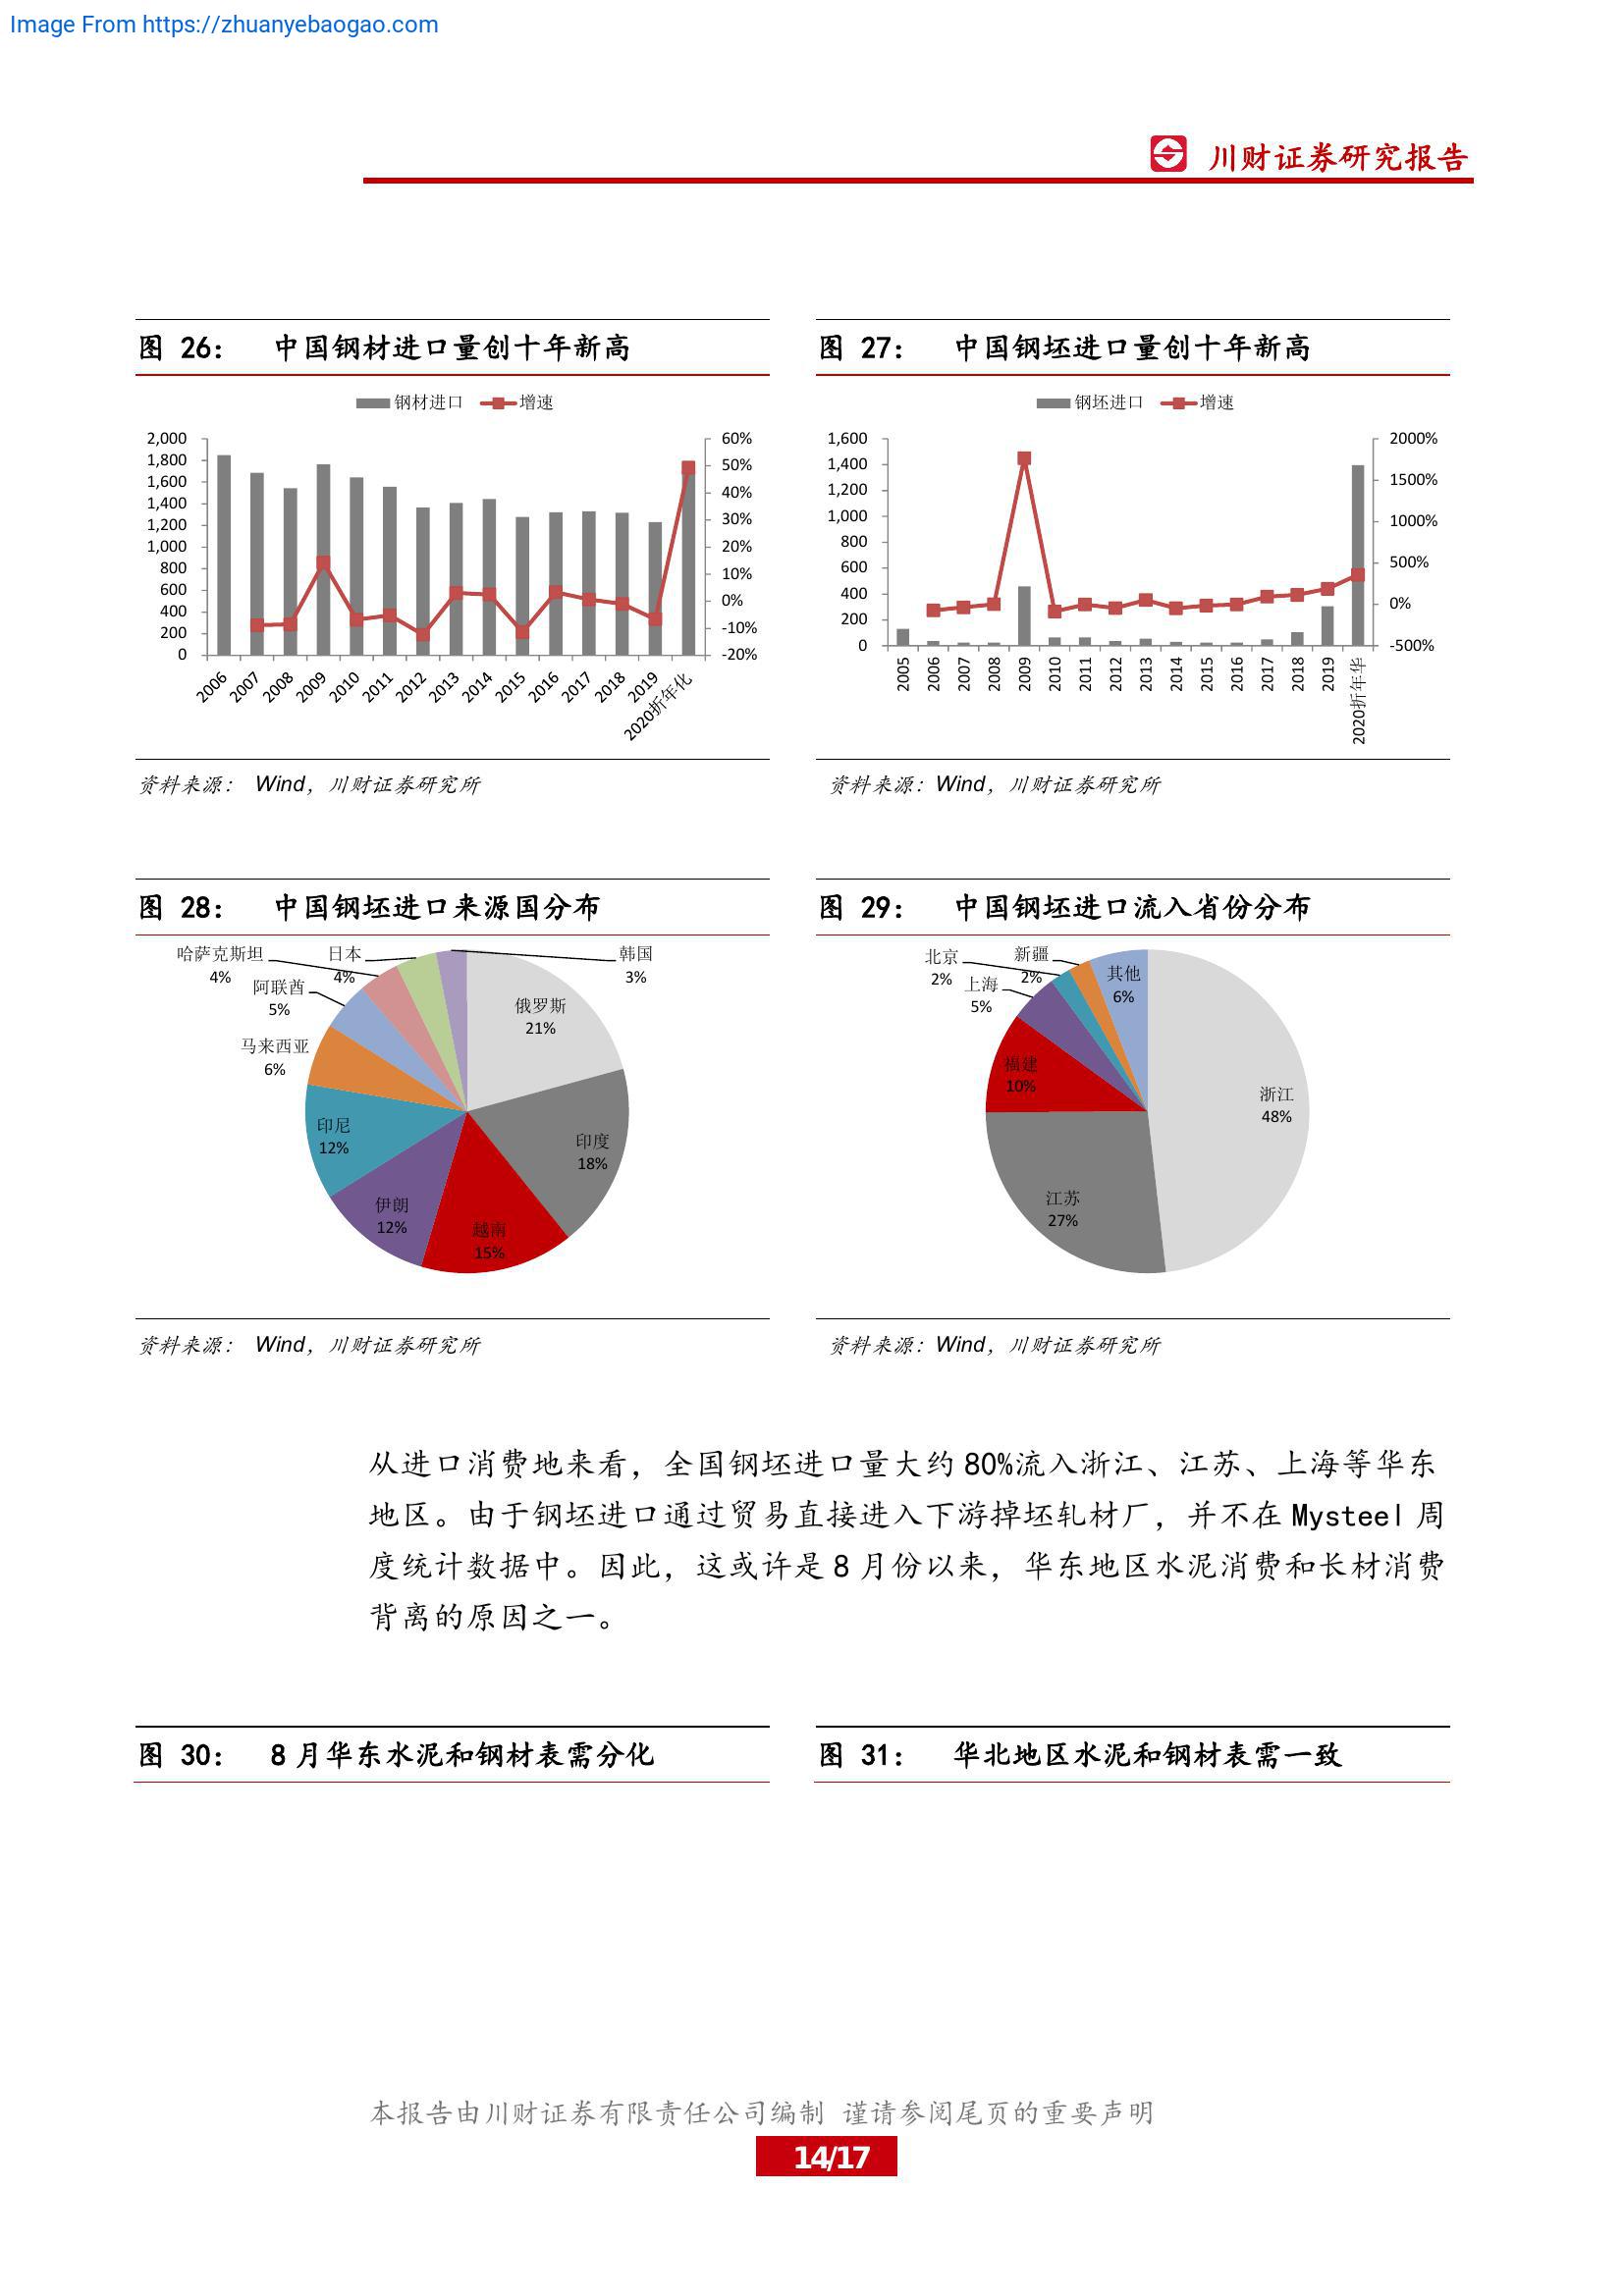 Image From https://zhuanyebaogao.com
川财证券研究报告
图 26： 中国钢材进口量创十年新高
钢材进口 增速
2,000
1,800
1,600
1,400
1,200
1,000
800
600
400
200
0
60%
50%
40%
30%
20%
10%
0%
-10%
-20%
2006 2007 2008 2009 2010 2011 2012 2013 2014 2015 2016 2017 2018 2019 2020折年化
资料来源： Wind，川财证券研究所
图 27： 中国钢坯进口量创十年新高
钢坯进口 增速
1,600
1,400
1,200
1,000
800
600
400
200
0
2000%
1500%
1000%
500%
0%
-500%
2005 2006 2007 2008 2009 2010 2011 2012 2013 2014 2015 2016 2017 2018 2019 2020折年华
资料来源：Wind，川财证券研究所
图 28： 中国钢坯进口来源国分布
哈萨克斯坦
4%
日本
4%
韩国
3%
阿联酋
5%
俄罗斯
21%
马来西亚
6%
印尼
12%
印度
18%
伊朗
12%
越南
15%
资料来源： Wind，川财证券研究所
图 29： 中国钢坯进口流入省份分布
北京
2%
新疆
2%
其他
6%
上海
5%
福建
10%
浙江
48%
江苏
27%
资料来源：Wind，川财证券研究所
从进口消费地来看，全国钢坯进口量大约 80%流入浙江、江苏、上海等华东
地区。由于钢坯进口通过贸易直接进入下游掉坯轧材厂，并不在 Mysteel 周
度统计数据中。因此，这或许是 8 月份以来，华东地区水泥消费和长材消费
背离的原因之一。
图 30： 8 月华东水泥和钢材表需分化
图 31： 华北地区水泥和钢材表需一致
本报告由川财证券有限责任公司编制 谨请参阅尾页的重要声明
14/17